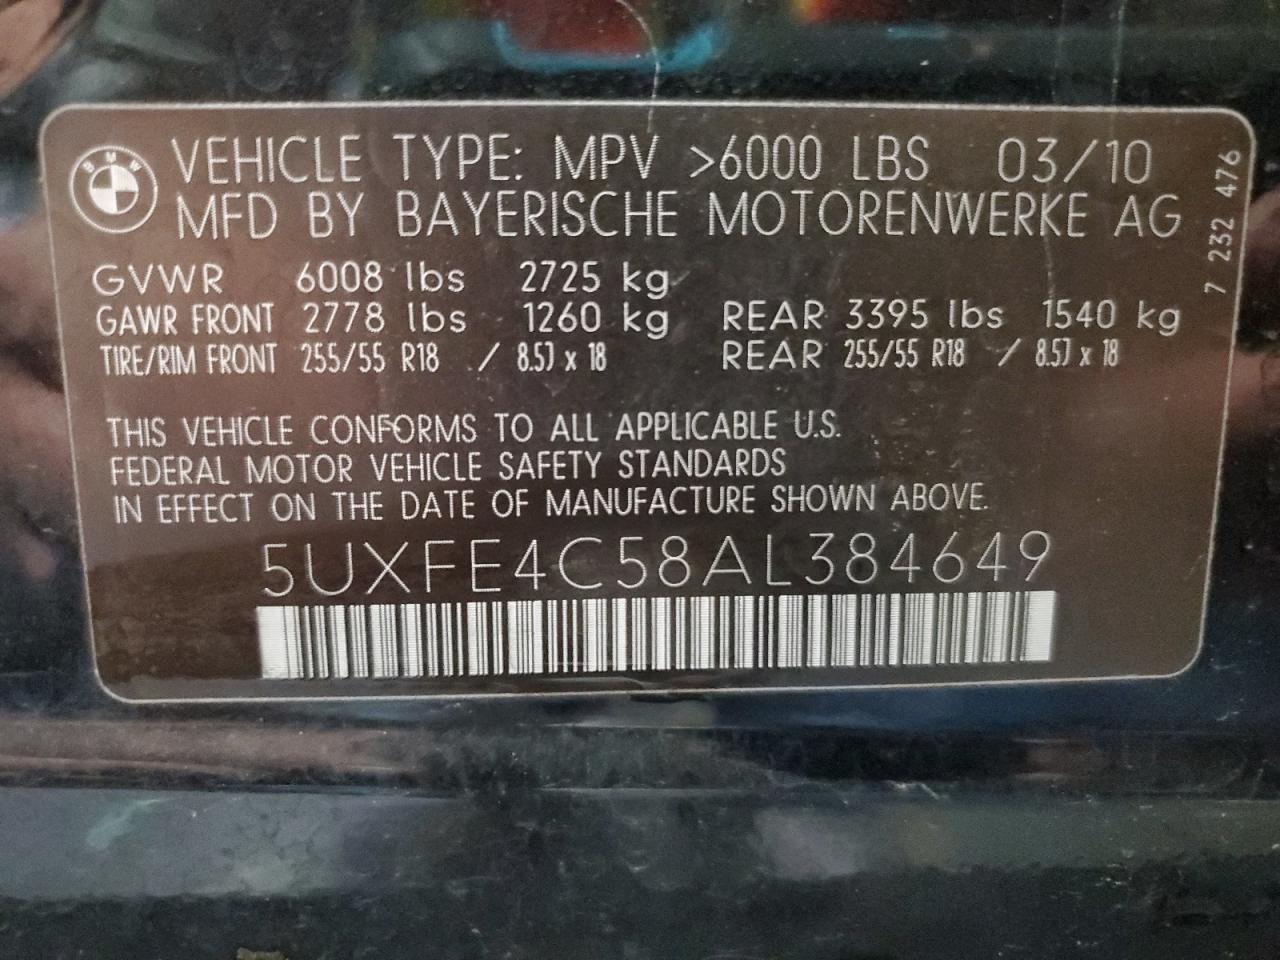 BMW
VEHICLE TYPE: MPV >6000 LBS 03/10
MFD BY BAYERISCHE MOTORENWERKE AG
GVWR 6008 lbs 2725 kg
GAWR FRONT 2778 lbs 1260 kg REAR 3395 lbs 1540 kg
TIRE/RIM FRONT 255/55 R18 / 8.5J x 18 REAR 255/55 R18 / 8.5J x 18
THIS VEHICLE CONFORMS TO ALL APPLICABLE U.S.
FEDERAL MOTOR VEHICLE SAFETY STANDARDS
IN EFFECT ON THE DATE OF MANUFACTURE SHOWN ABOVE.
5UXFE4C58AL384649
7 232 476